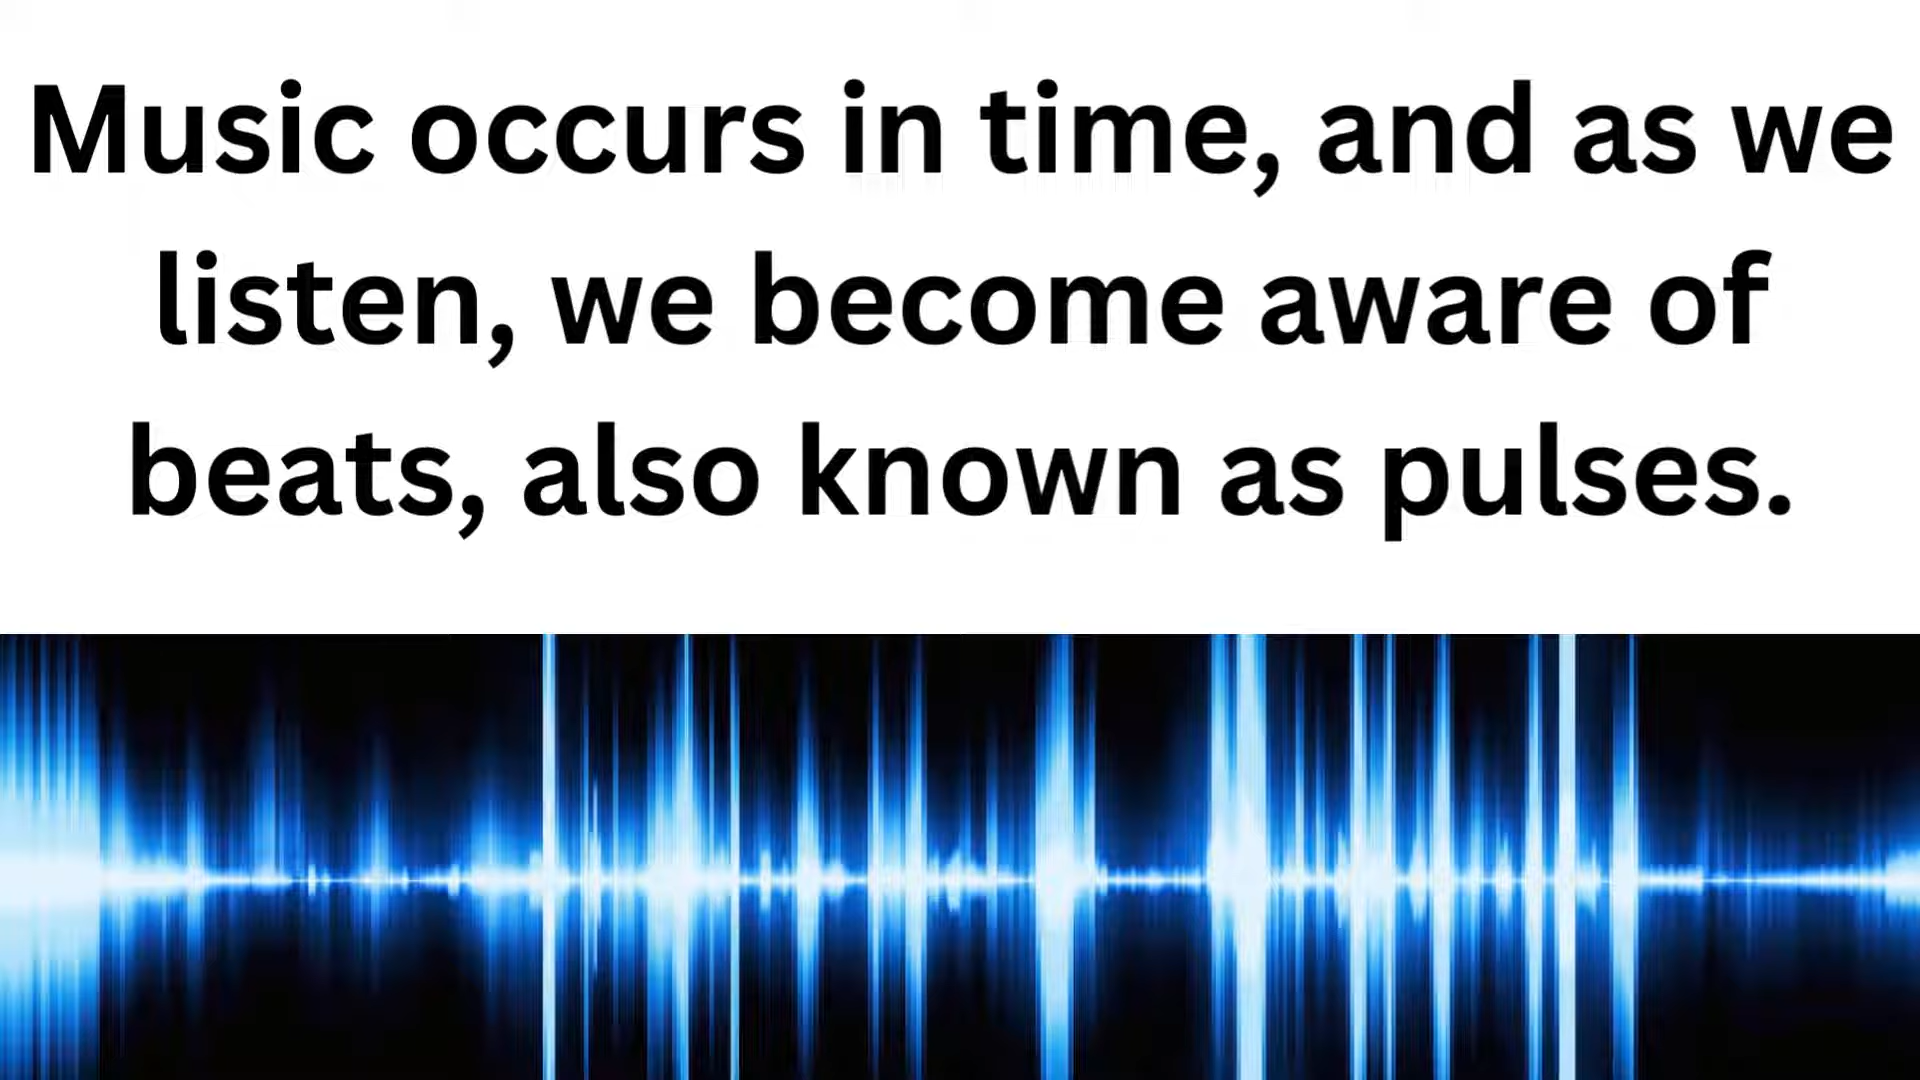 Music occurs in time, and as we
listen, we become aware of
beats, also known as pulses.